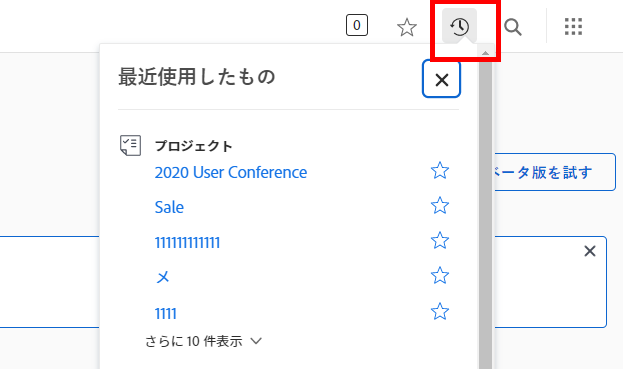 0
最近使用したもの
プロジェクト
2020 User Conference
ベータ版を試す
Sale
111111111111
メ
1111
さらに 10 件表示